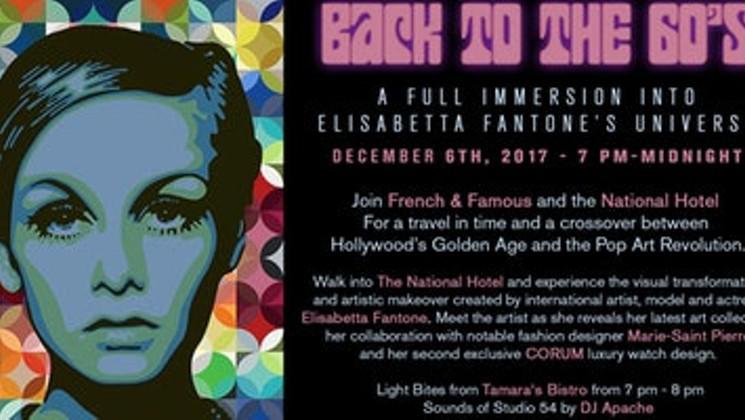 BACK TO THE 60'S
A FULL IMMERSION INTO
ELISABETTA FANTONE'S UNIVERS
DECEMBER 6TH, 2017 - 7 PM-MIDNIGHT
Join French & Famous and the National Hotel
For a travel in time and a crossover between
Hollywood's Golden Age and the Pop Art Revolution.
Walk into The National Hotel and experience the visual transformat
and artistic makeover created by international artist, model and actre
Elisabetta Fantone. Meet the artist as she reveals her latest art collec
her collaboration with notable fashion designer Marie-Saint Pierre
and her second exclusive CORUM luxury watch design.
Light Bites from Tamara's Bistro from 7 pm - 8 pm
Sounds of Studio 54 by DJ Apache